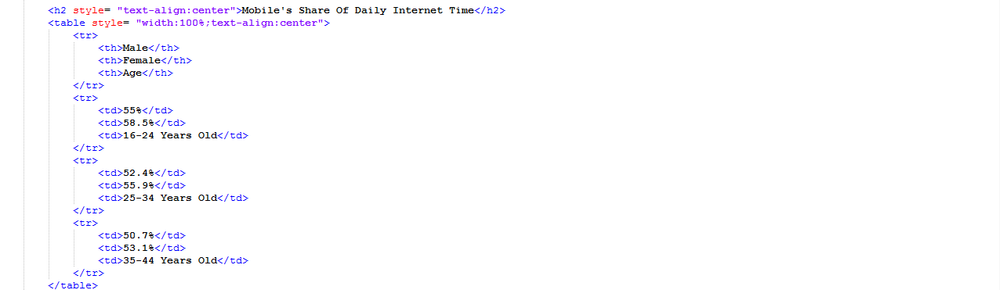 <h2 style= "text-align:center">Mobile's Share Of Daily Internet Time</h2>
<table style= "width:100%;text-align:center">
<tr>
<th>Male</th>
<th>Female</th>
<th>Age</th>
</tr>
<tr>
<td>55%</td>
<td>58.5%</td>
<td>16-24 Years Old</td>
</tr>
<tr>
<td>52.4%</td>
<td>55.9%</td>
<td>25-34 Years Old</td>
</tr>
<tr>
<td>50.7%</td>
<td>53.1%</td>
<td>35-44 Years Old</td>
</tr>
</table>